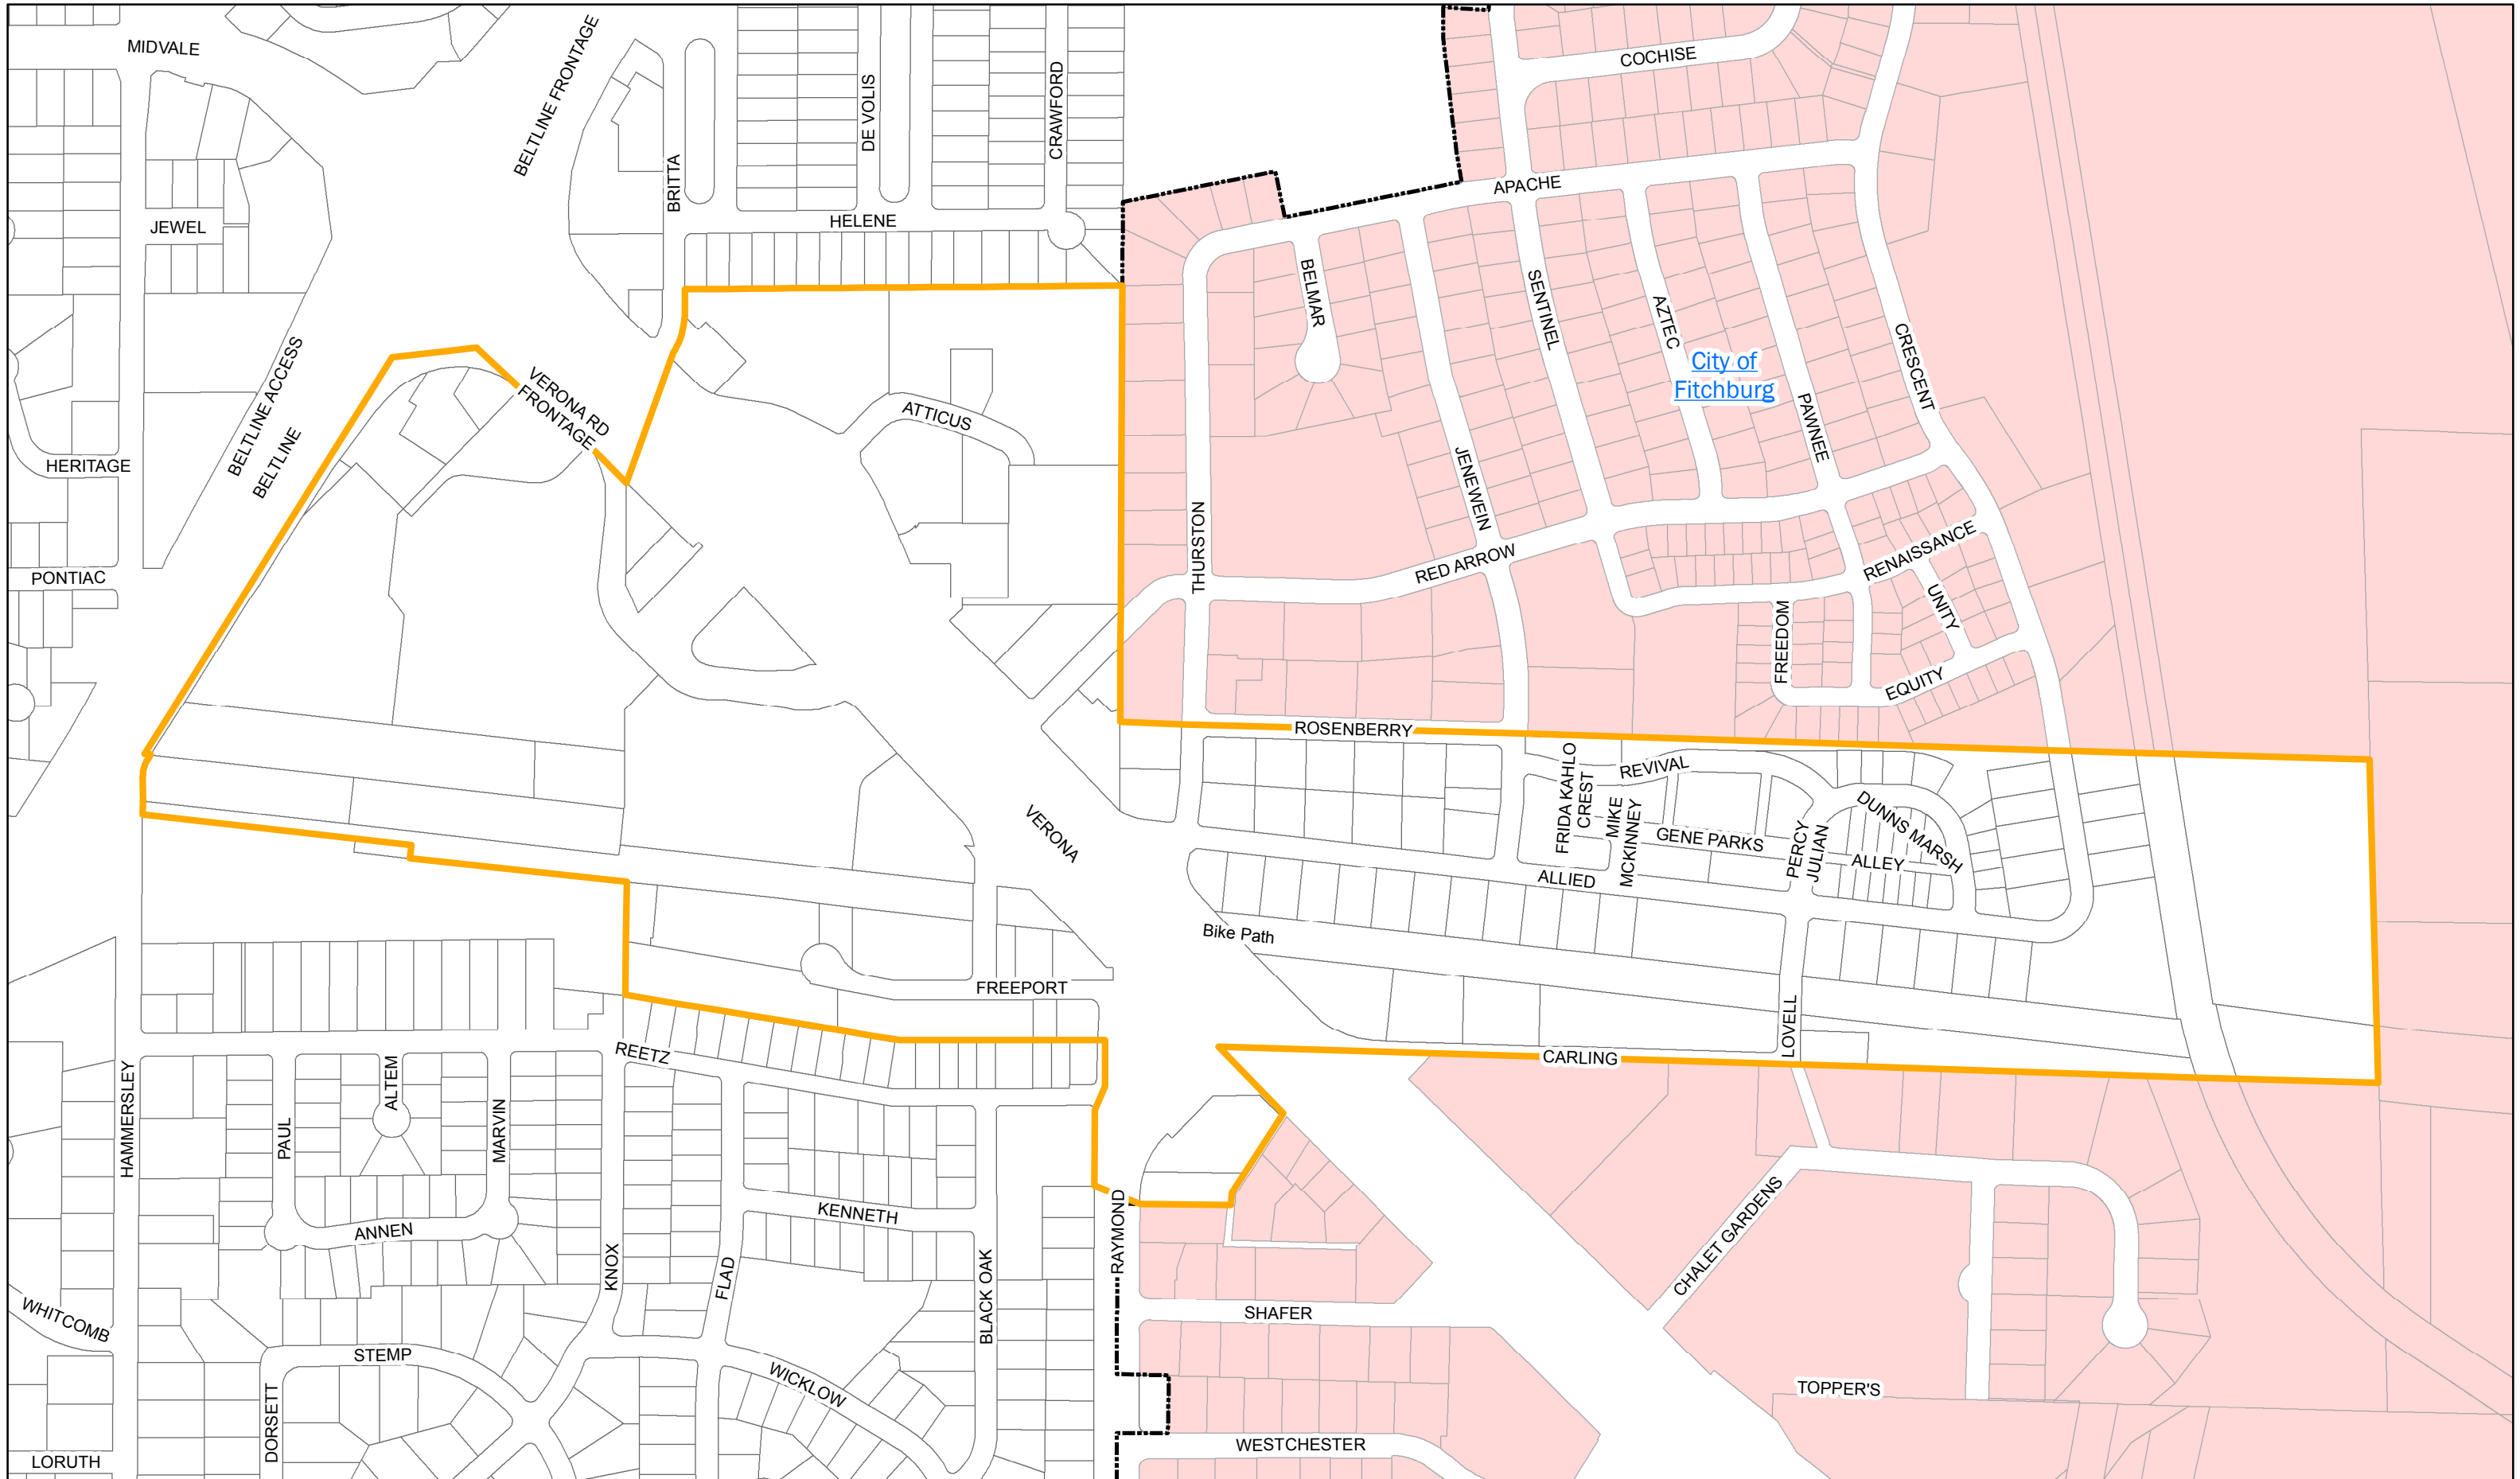 MIDVALE
BELTLINE FRONTAGE
DE VOLIS
CRAWFORD
COCHISE
BRITTA
JEWEL
HELENE
APACHE
BELMAR
SENTINEL
AZTEC
CRESCENT
City of
Fitchburg
BELTLINE ACCESS
BELTLINE
VERONA RD
FRONTAGE
ATTICUS
PAWNEE
HERITAGE
JENEWEIN
THURSTON
RED ARROW
RENAISSANCE
UNITY
PONTIAC
FREEDOM
EQUITY
ROSENBERRY
FRIDA KAHLO
CREST
REVIVAL
MIKE
MCKINNEY
DUNNS MARSH
GENE PARKS
PERCY
JULIAN
ALLEY
VERONA
ALLIED
Bike Path
FREEPORT
LOVELL
CARLING
REETZ
HAMMERSLEY
PAUL
ALTEM
MARVIN
KENNETH
RAYMOND
ANNEN
KNOX
FLAD
BLACK OAK
CHALET GARDENS
WHITCOMB
SHAFER
STEMP
WICKLOW
TOPPER'S
DORSETT
WESTCHESTER
LORUTH